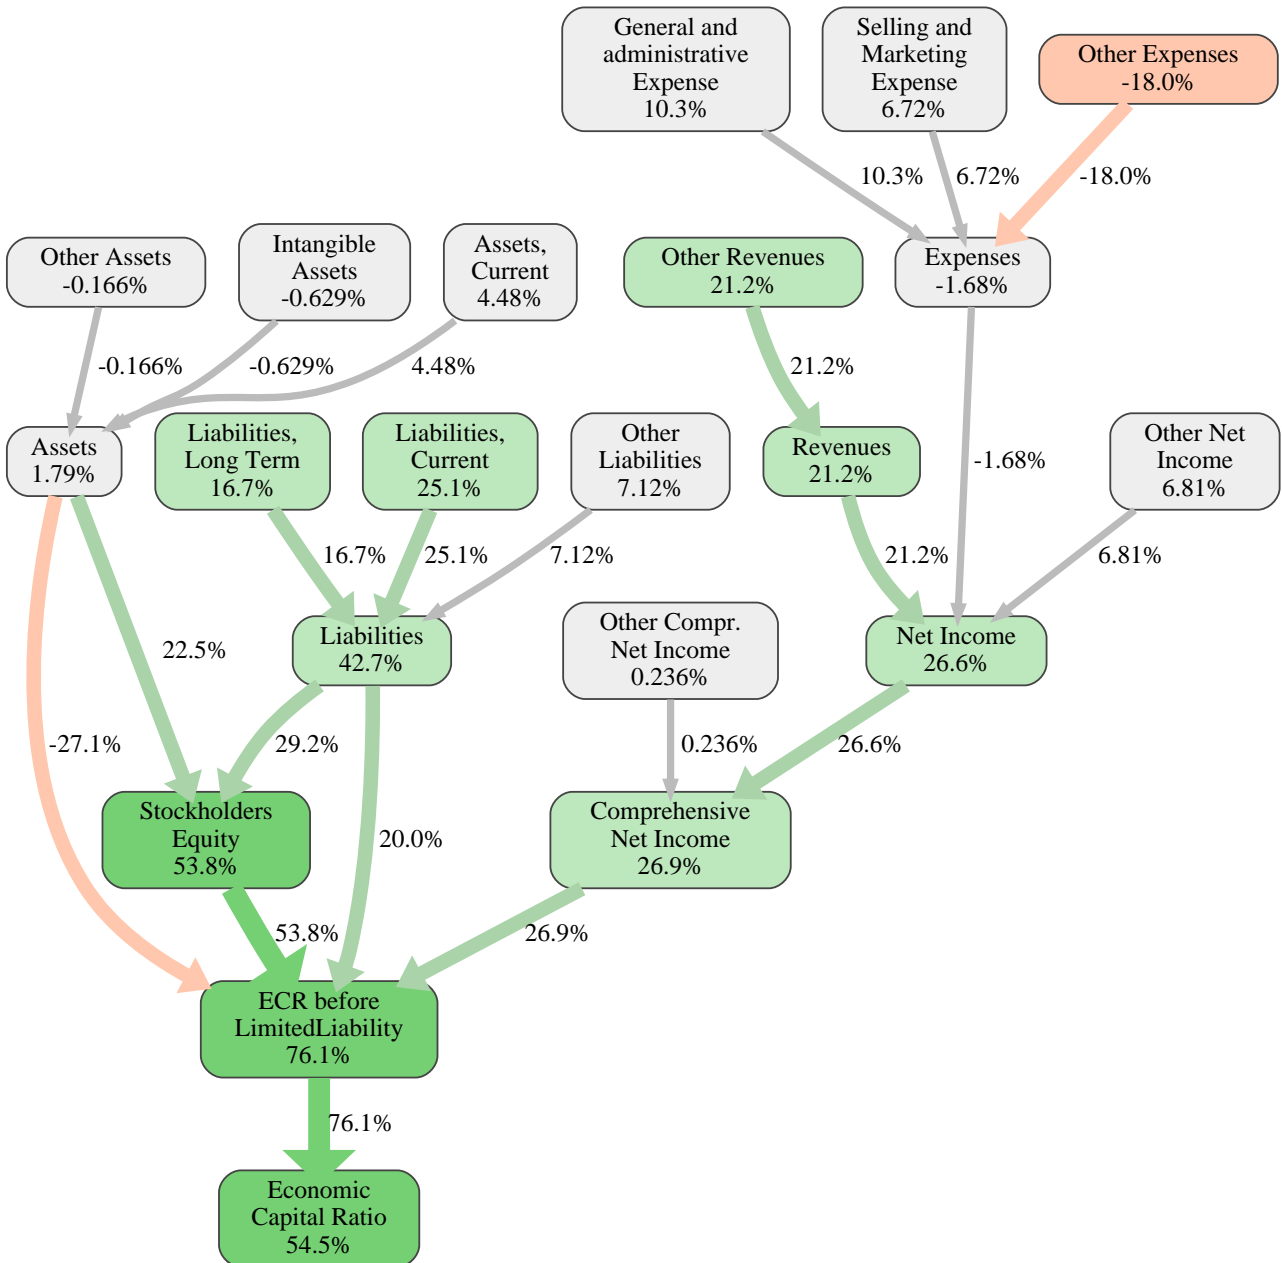 General and
administrative
Expense
10.3%
Selling and
Marketing
Expense
6.72%
Other Expenses
-18.0%
10.3%
6.72%
-18.0%
Other Assets
-0.166%
Intangible
Assets
-0.629%
Assets,
Current
4.48%
Other Revenues
21.2%
Expenses
-1.68%
-0.166%
-0.629%
4.48%
21.2%
Assets
1.79%
Liabilities,
Long Term
16.7%
Liabilities,
Current
25.1%
Other
Liabilities
7.12%
Revenues
21.2%
-1.68%
Other Net
Income
6.81%
16.7%
25.1%
7.12%
21.2%
6.81%
22.5%
Liabilities
42.7%
Other Compr.
Net Income
0.236%
Net Income
26.6%
-27.1%
29.2%
0.236%
26.6%
Stockholders
Equity
53.8%
20.0%
Comprehensive
Net Income
26.9%
53.8%
26.9%
ECR before
LimitedLiability
76.1%
76.1%
Economic
Capital Ratio
54.5%